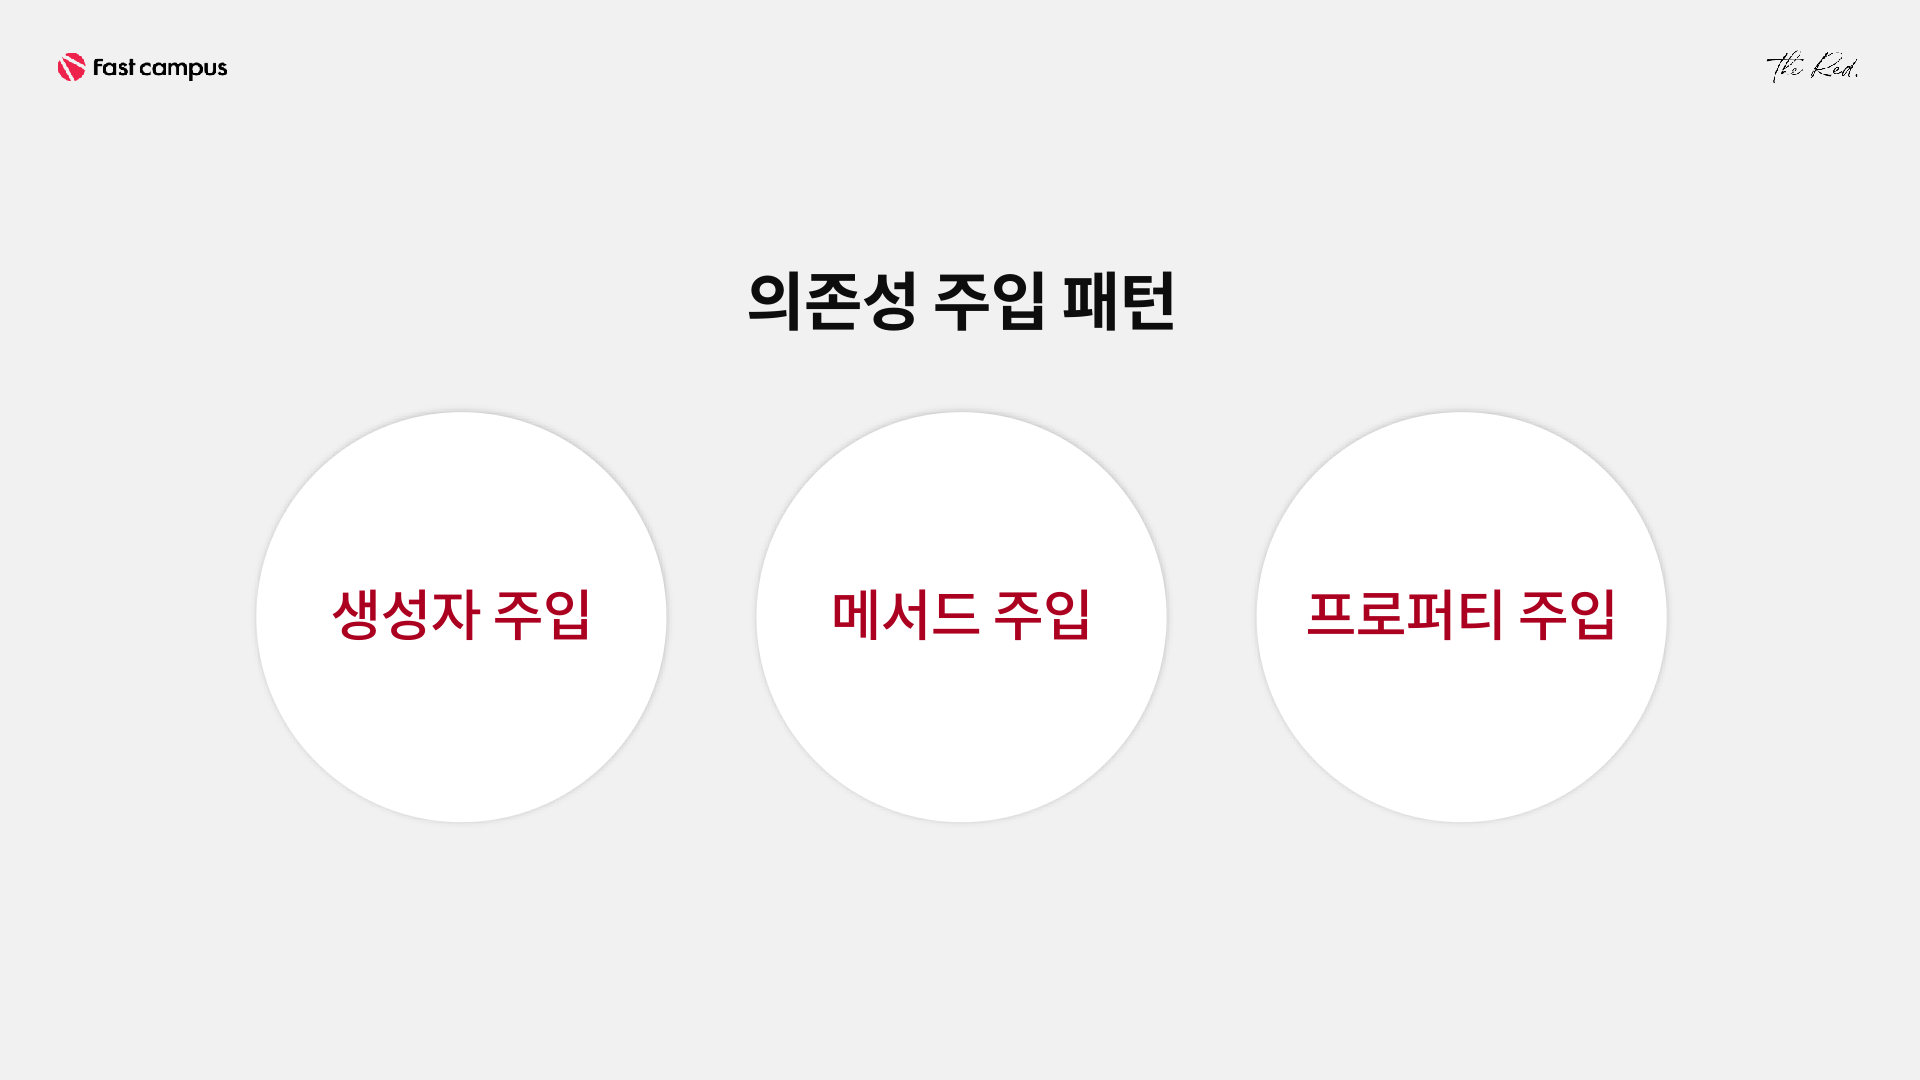 Fast campus
The Red.
의존성 주입 패턴
생성자 주입
메서드 주입
프로퍼티 주입